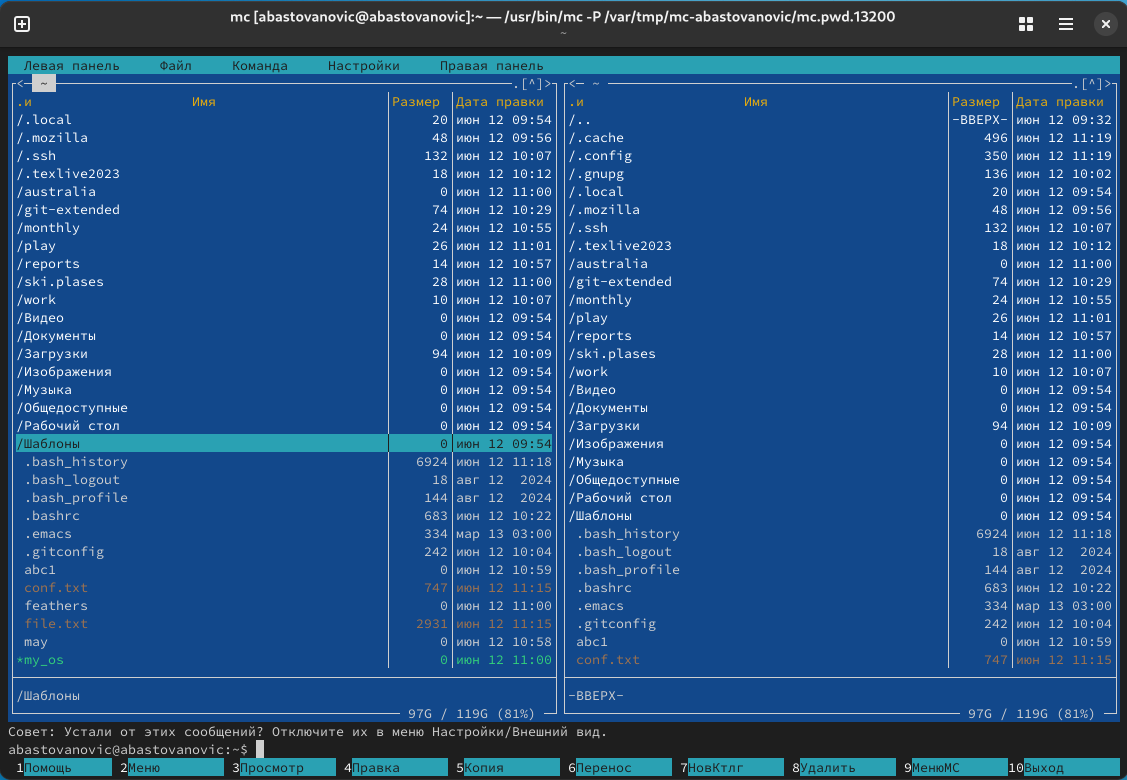 mc [abastovanovic@abastovanovic]:~ — /usr/bin/mc -P /var/tmp/mc-abastovanovic/mc.pwd.13200
~
Левая панель Файл Команда Настройки Правая панель
<─ ~ .[^]>
.и Имя Размер Дата правки
/.local 20 июн 12 09:54
/.mozilla 48 июн 12 09:56
/.ssh 132 июн 12 10:07
/.texlive2023 18 июн 12 10:12
/australia 0 июн 12 11:00
/git-extended 74 июн 12 10:29
/monthly 24 июн 12 10:55
/play 26 июн 12 11:01
/reports 14 июн 12 10:57
/ski.plases 28 июн 12 11:00
/work 10 июн 12 10:07
/Видео 0 июн 12 09:54
/Документы 0 июн 12 09:54
/Загрузки 94 июн 12 10:09
/Изображения 0 июн 12 09:54
/Музыка 0 июн 12 09:54
/Общедоступные 0 июн 12 09:54
/Рабочий стол 0 июн 12 09:54
/Шаблоны 0 июн 12 09:54
.bash_history 6924 июн 12 11:18
.bash_logout 18 авг 12 2024
.bash_profile 144 авг 12 2024
.bashrc 683 июн 12 10:22
.emacs 334 мар 13 03:00
.gitconfig 242 июн 12 10:04
abc1 0 июн 12 10:59
conf.txt 747 июн 12 11:15
feathers 0 июн 12 11:00
file.txt 2931 июн 12 11:15
may 0 июн 12 10:58
*my_os 0 июн 12 11:00
/Шаблоны
97G / 119G (81%)
<─ ~ .[^]>
.и Имя Размер Дата правки
/.. -ВВЕРХ- июн 12 09:32
/.cache 496 июн 12 11:19
/.config 350 июн 12 11:19
/.gnupg 136 июн 12 10:02
/.local 20 июн 12 09:54
/.mozilla 48 июн 12 09:56
/.ssh 132 июн 12 10:07
/.texlive2023 18 июн 12 10:12
/australia 0 июн 12 11:00
/git-extended 74 июн 12 10:29
/monthly 24 июн 12 10:55
/play 26 июн 12 11:01
/reports 14 июн 12 10:57
/ski.plases 28 июн 12 11:00
/work 10 июн 12 10:07
/Видео 0 июн 12 09:54
/Документы 0 июн 12 09:54
/Загрузки 94 июн 12 10:09
/Изображения 0 июн 12 09:54
/Музыка 0 июн 12 09:54
/Общедоступные 0 июн 12 09:54
/Рабочий стол 0 июн 12 09:54
/Шаблоны 0 июн 12 09:54
.bash_history 6924 июн 12 11:18
.bash_logout 18 авг 12 2024
.bash_profile 144 авг 12 2024
.bashrc 683 июн 12 10:22
.emacs 334 мар 13 03:00
.gitconfig 242 июн 12 10:04
abc1 0 июн 12 10:59
conf.txt 747 июн 12 11:15
-ВВЕРХ-
97G / 119G (81%)
Совет: Устали от этих сообщений? Отключите их в меню Настройки/Внешний вид.
abastovanovic@abastovanovic:~$
1Помощь 2Меню 3Просмотр 4Правка 5Копия 6Перенос 7НовКтлг 8Удалить 9МенюMC 10Выход